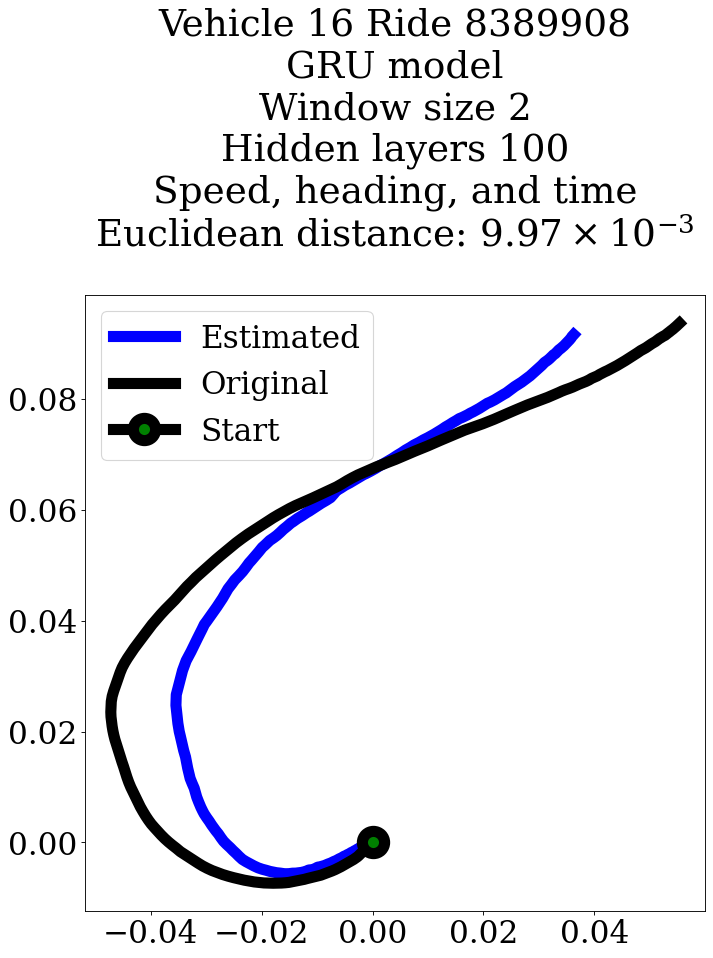 Vehicle 16 Ride 8389908
GRU model
Window size 2
Hidden layers 100
Speed, heading, and time
Euclidean distance: 9.97 × 10⁻³
Estimated
Original
Start
0.08
0.06
0.04
0.02
0.00
−0.04 −0.02 0.00 0.02 0.04